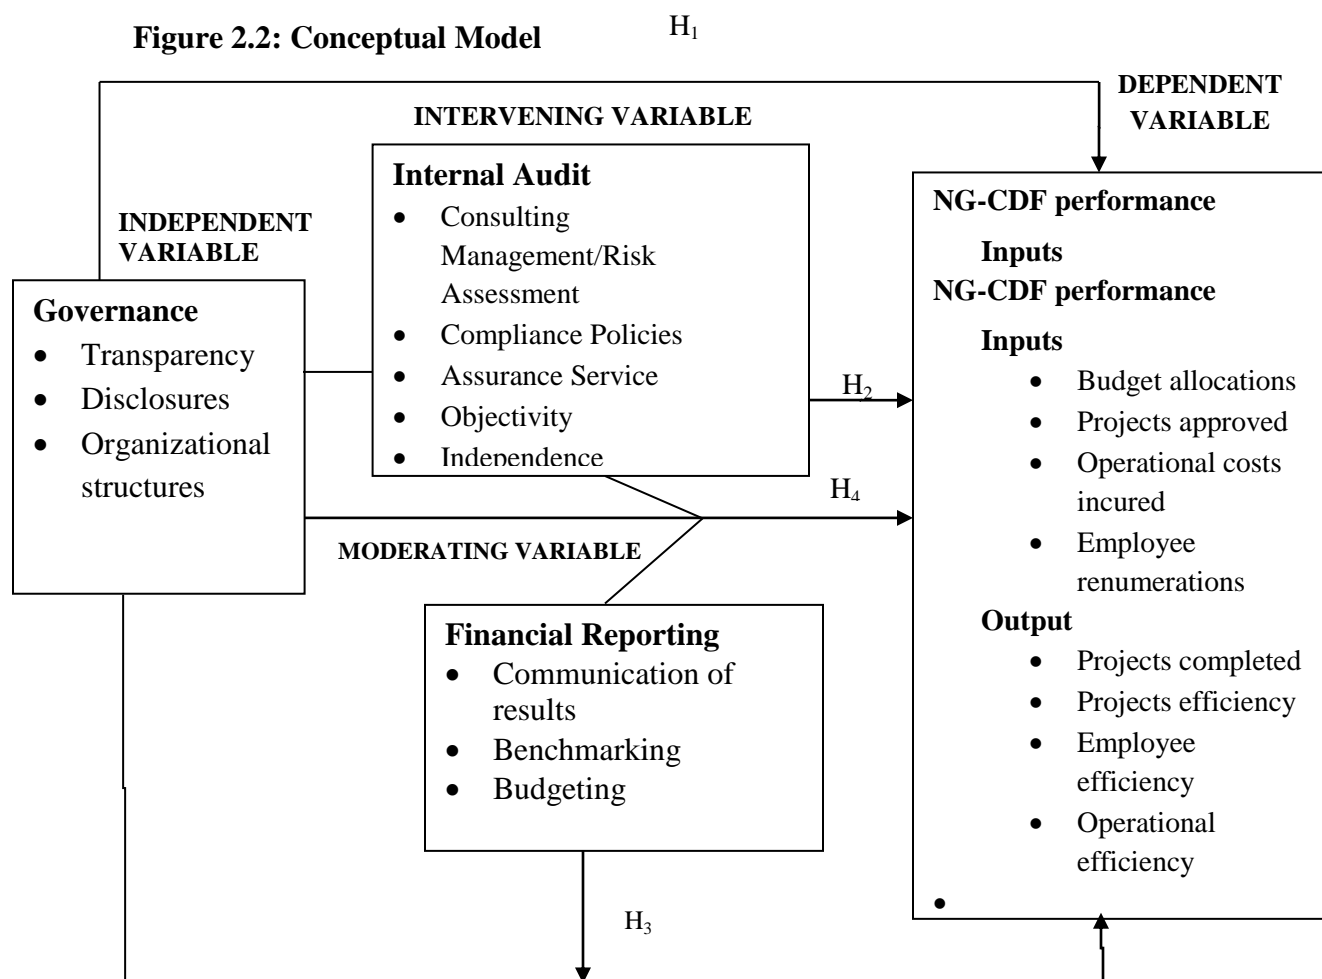 H1
Figure 2.2: Conceptual Model
DEPENDENT
VARIABLE
INTERVENING VARIABLE
Internal Audit
• Consulting
Management/Risk
Assessment
• Compliance Policies
• Assurance Service
• Objectivity
• Independence
INDEPENDENT
VARIABLE
Governance
• Transparency
• Disclosures
• Organizational
structures
H2
H4
MODERATING VARIABLE
Financial Reporting
• Communication of
results
• Benchmarking
• Budgeting
H3
NG-CDF performance
Inputs
NG-CDF performance
Inputs
• Budget allocations
• Projects approved
• Operational costs
incured
• Employee
renumerations
Output
• Projects completed
• Projects efficiency
• Employee
efficiency
• Operational
efficiency
•